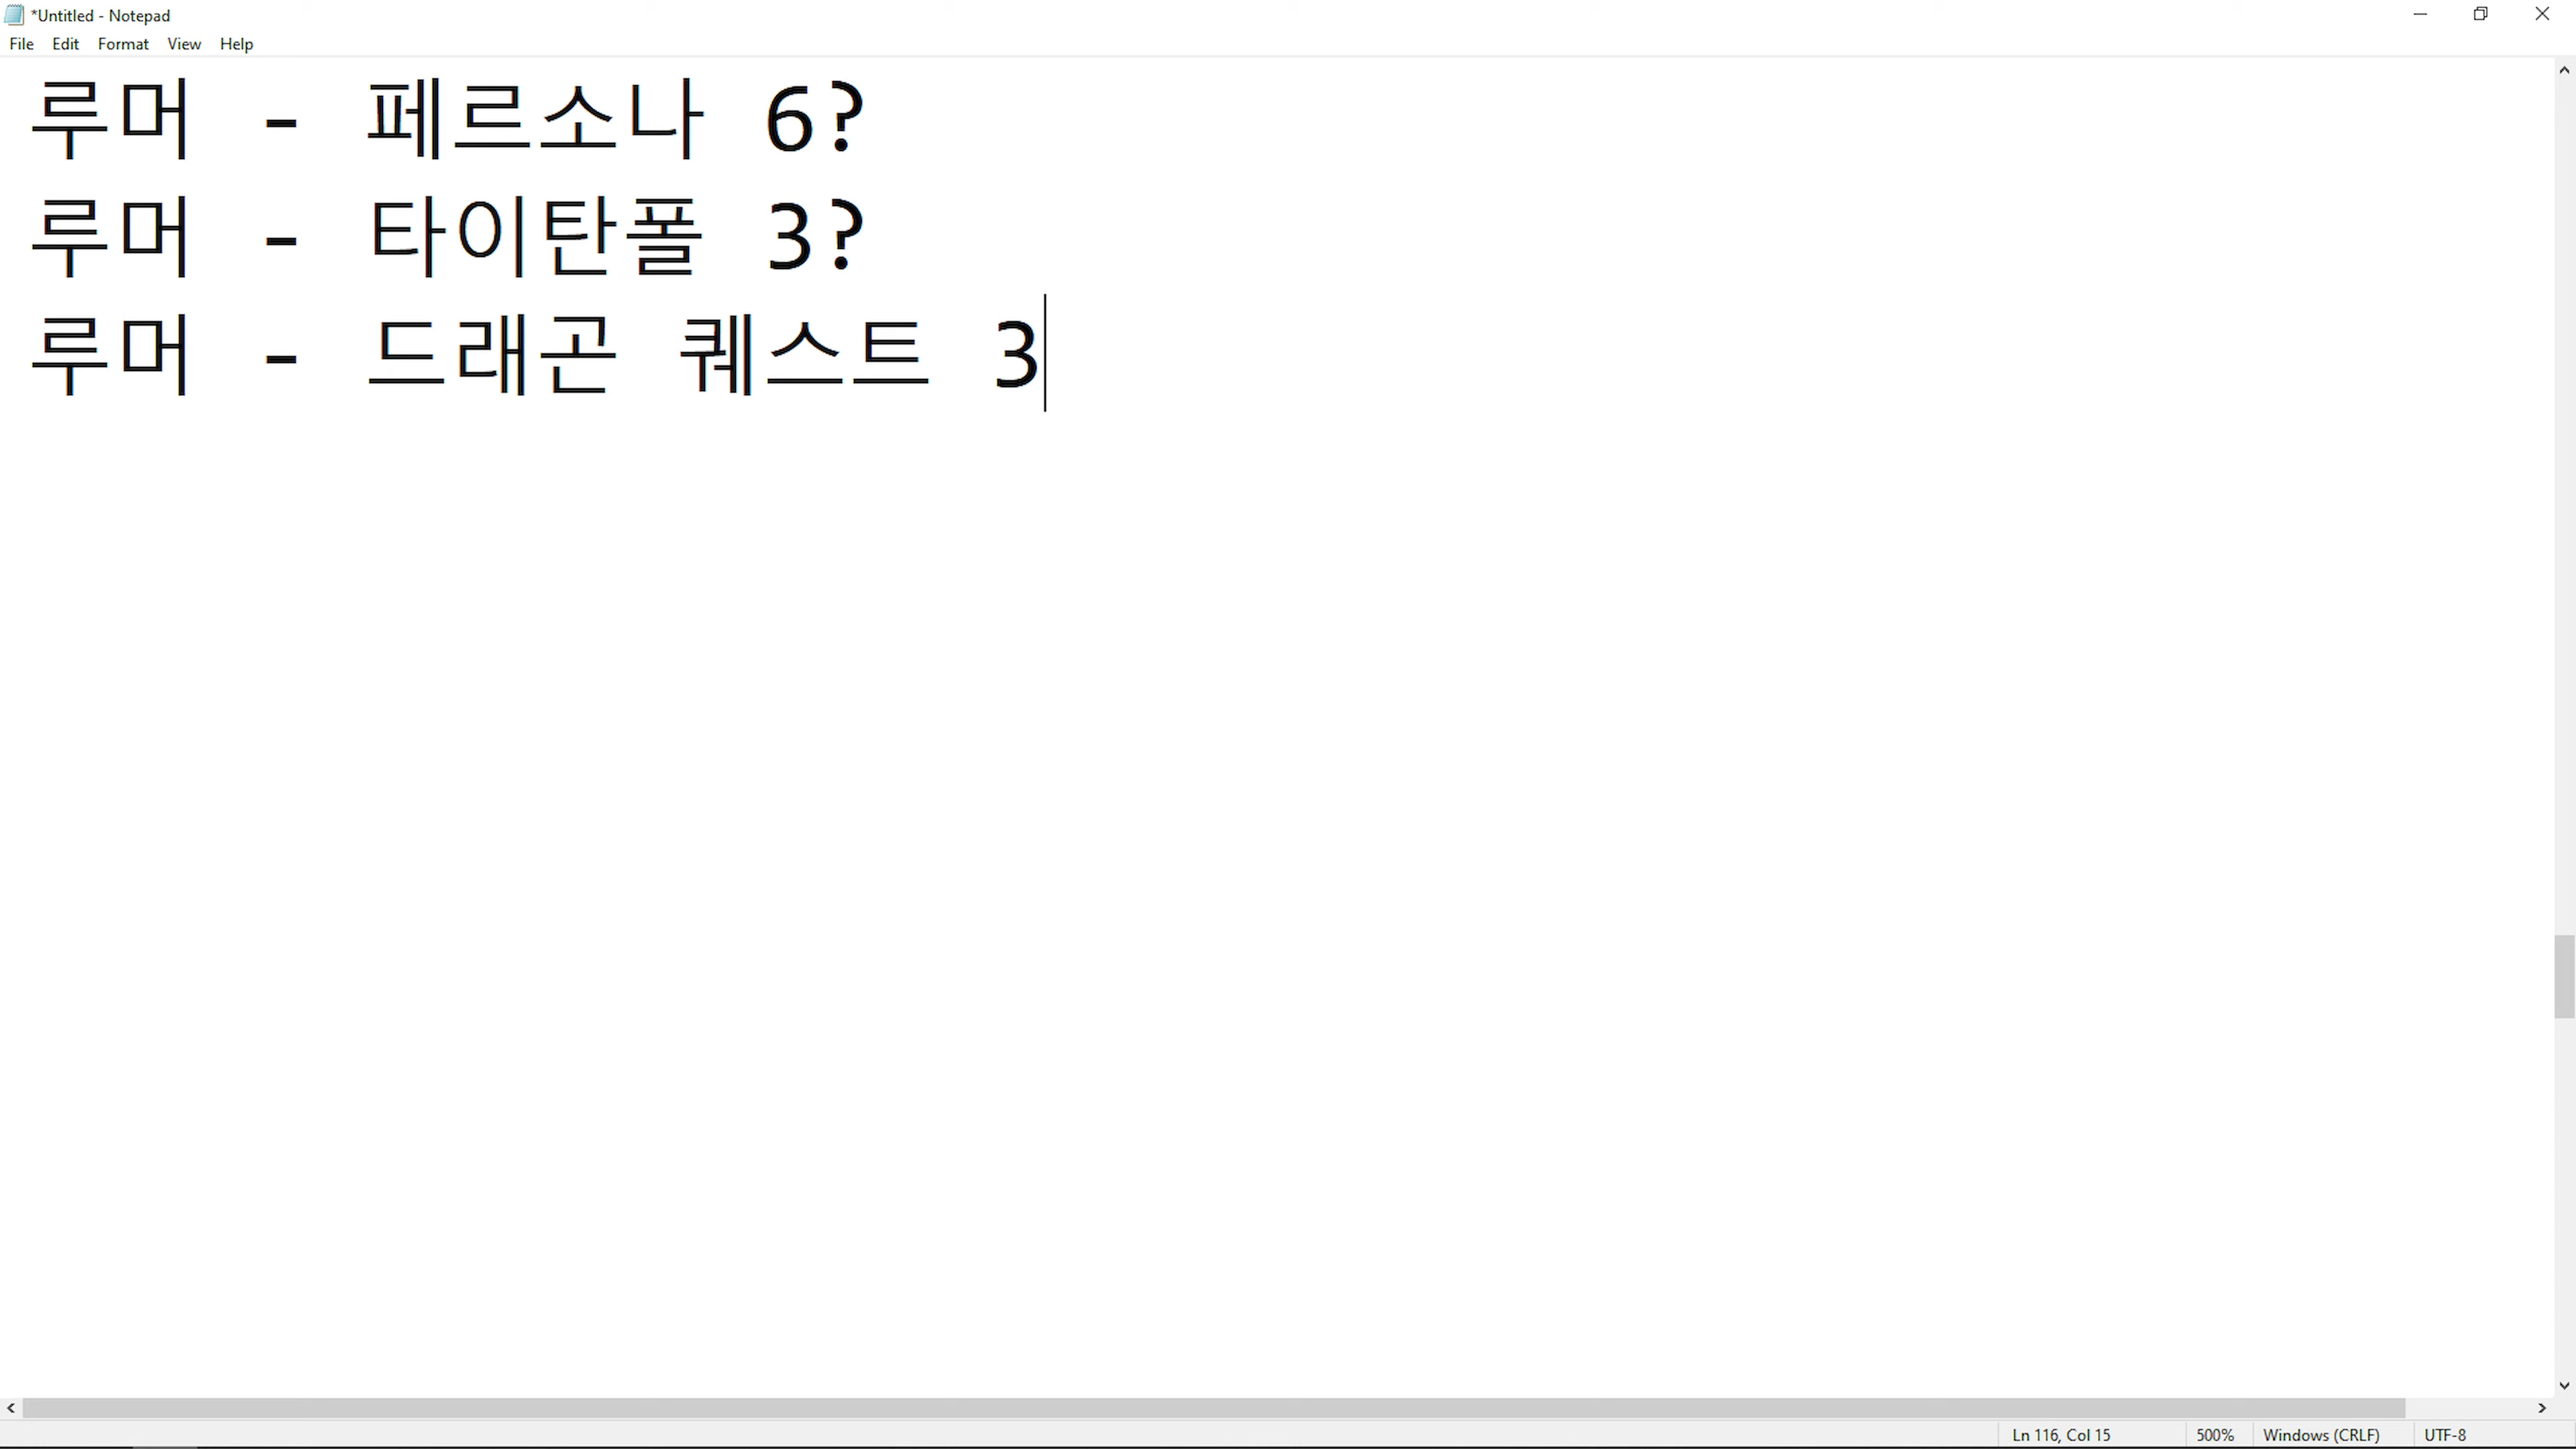 *Untitled - Notepad
File Edit Format View Help
루머 - 페르소나 6?
루머 - 타이탄폴 3?
루머 - 드래곤 퀘스트 3
Ln 116, Col 15 500% Windows (CRLF) UTF-8